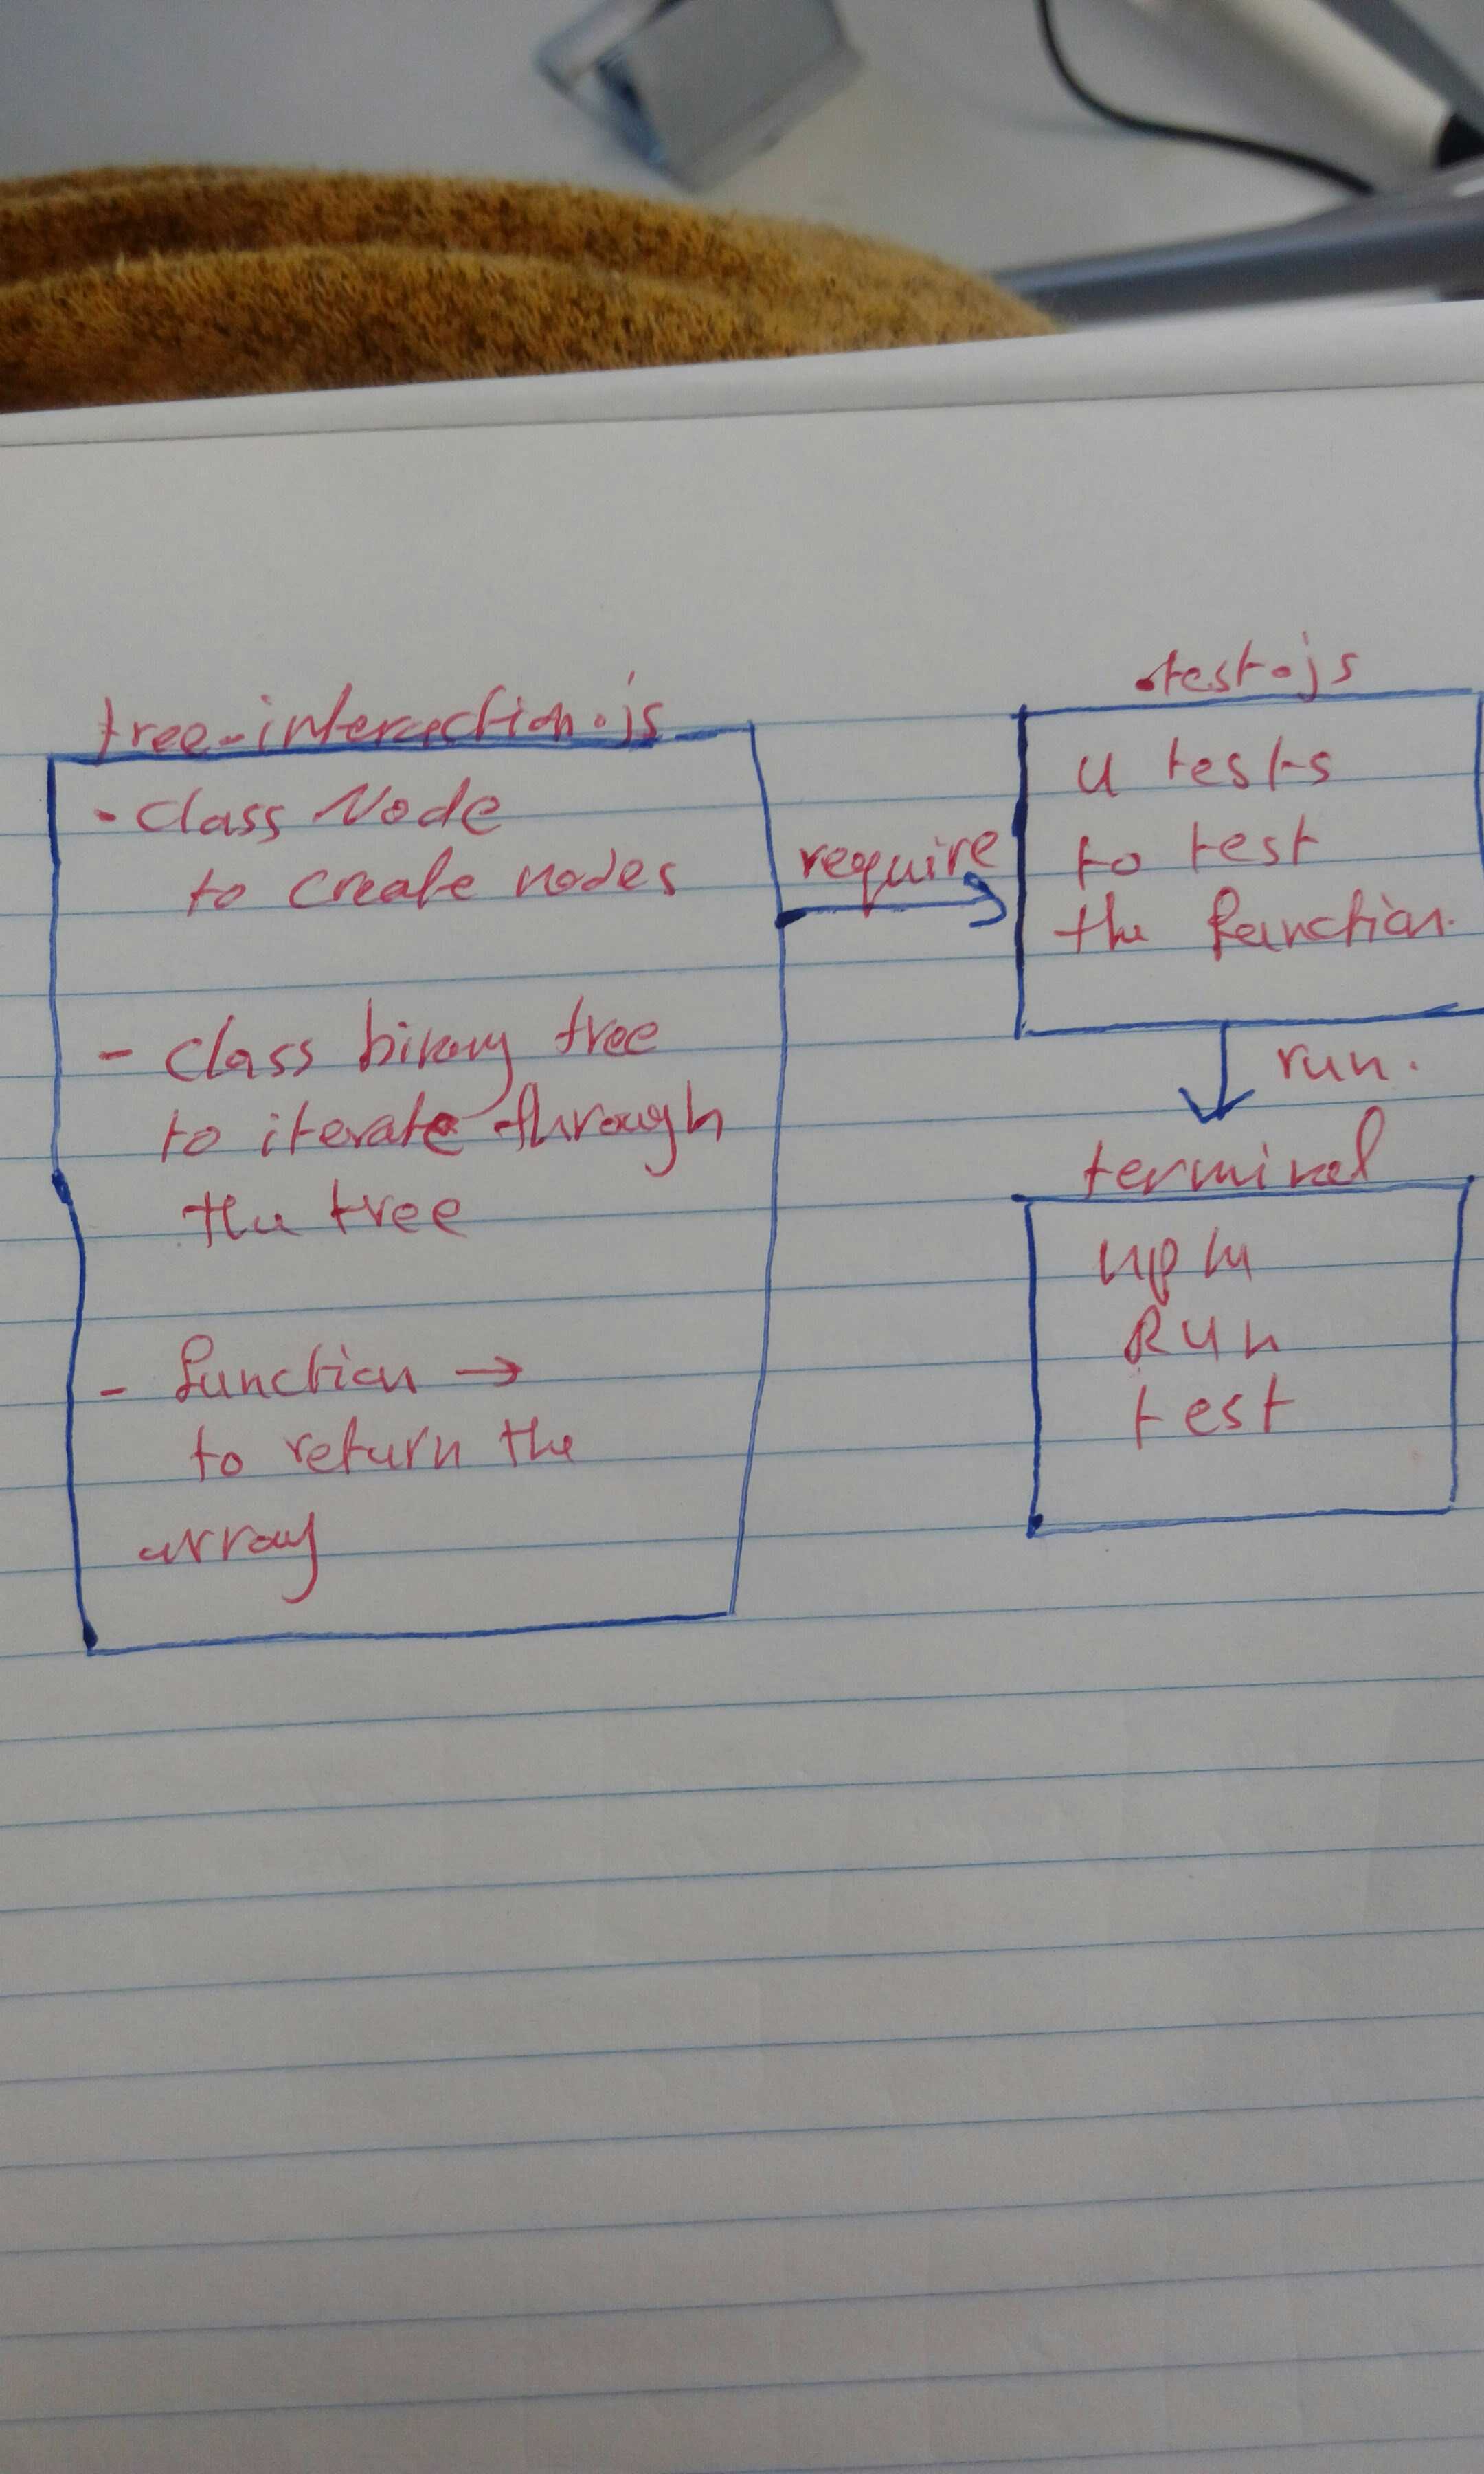 tree-intersection.js
- Class Node
to create nodes
- Class binary tree
to iterate through
the tree
- function →
to return the
array
require
.test.js
4 tests
to test
the function.
run.
terminal
npm
Run
test